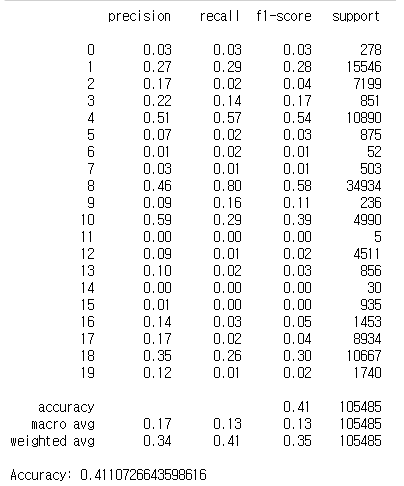 precision recall f1-score support
0 0.03 0.03 0.03 278
1 0.27 0.29 0.28 15546
2 0.17 0.02 0.04 7199
3 0.22 0.14 0.17 851
4 0.51 0.57 0.54 10890
5 0.07 0.02 0.03 875
6 0.01 0.02 0.01 52
7 0.03 0.01 0.01 503
8 0.46 0.80 0.58 34934
9 0.09 0.16 0.11 236
10 0.59 0.29 0.39 4990
11 0.00 0.00 0.00 5
12 0.09 0.01 0.02 4511
13 0.10 0.02 0.03 856
14 0.00 0.00 0.00 30
15 0.01 0.00 0.00 935
16 0.14 0.03 0.05 1453
17 0.17 0.02 0.04 8934
18 0.35 0.26 0.30 10667
19 0.12 0.01 0.02 1740
accuracy 0.41 105485
macro avg 0.17 0.13 0.13 105485
weighted avg 0.34 0.41 0.35 105485
Accuracy: 0.4110726643598616